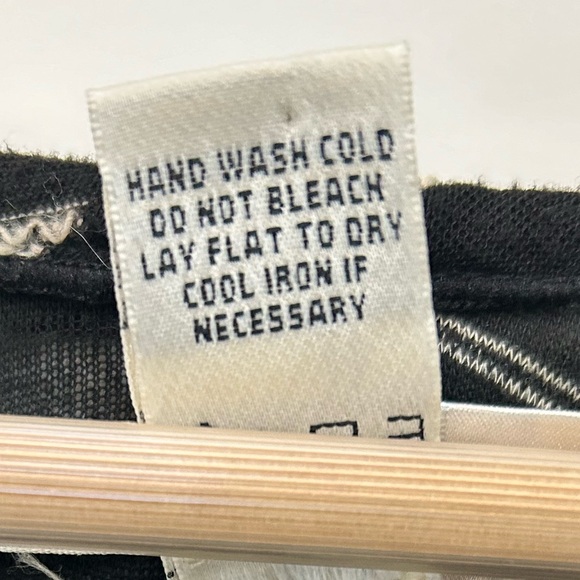 HAND WASH COLD
DO NOT BLEACH
LAY FLAT TO DRY
COOL IRON IF
NECESSARY